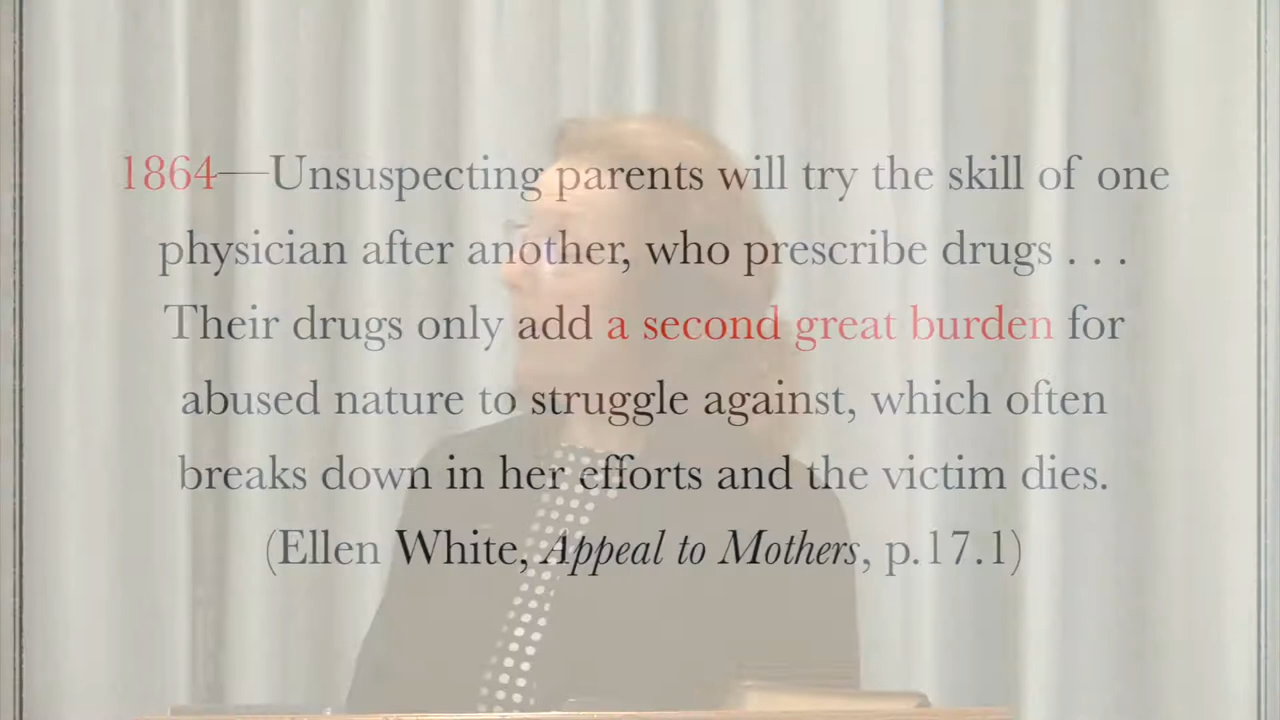 1864—Unsuspecting parents will try the skill of one
physician after another, who prescribe drugs . . .
Their drugs only add a second great burden for
abused nature to struggle against, which often
breaks down in her efforts and the victim dies.
(Ellen White, Appeal to Mothers, p.17.1)